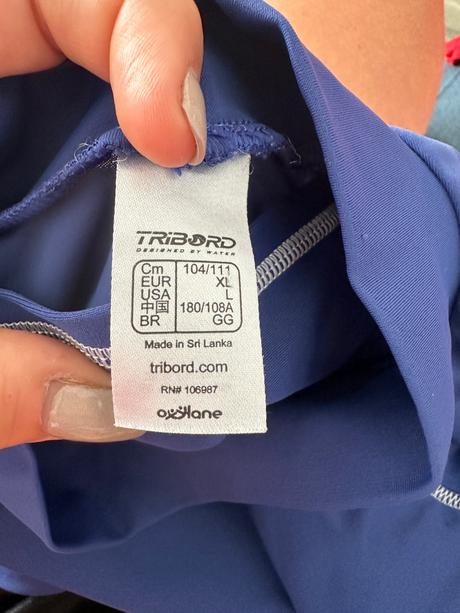 TRIBORD
DESIGNED BY WATER
Cm 104/111
EUR XL
USA L
中国 180/108A
BR GG
Made in Sri Lanka
tribord.com
RN# 106987
oxylane